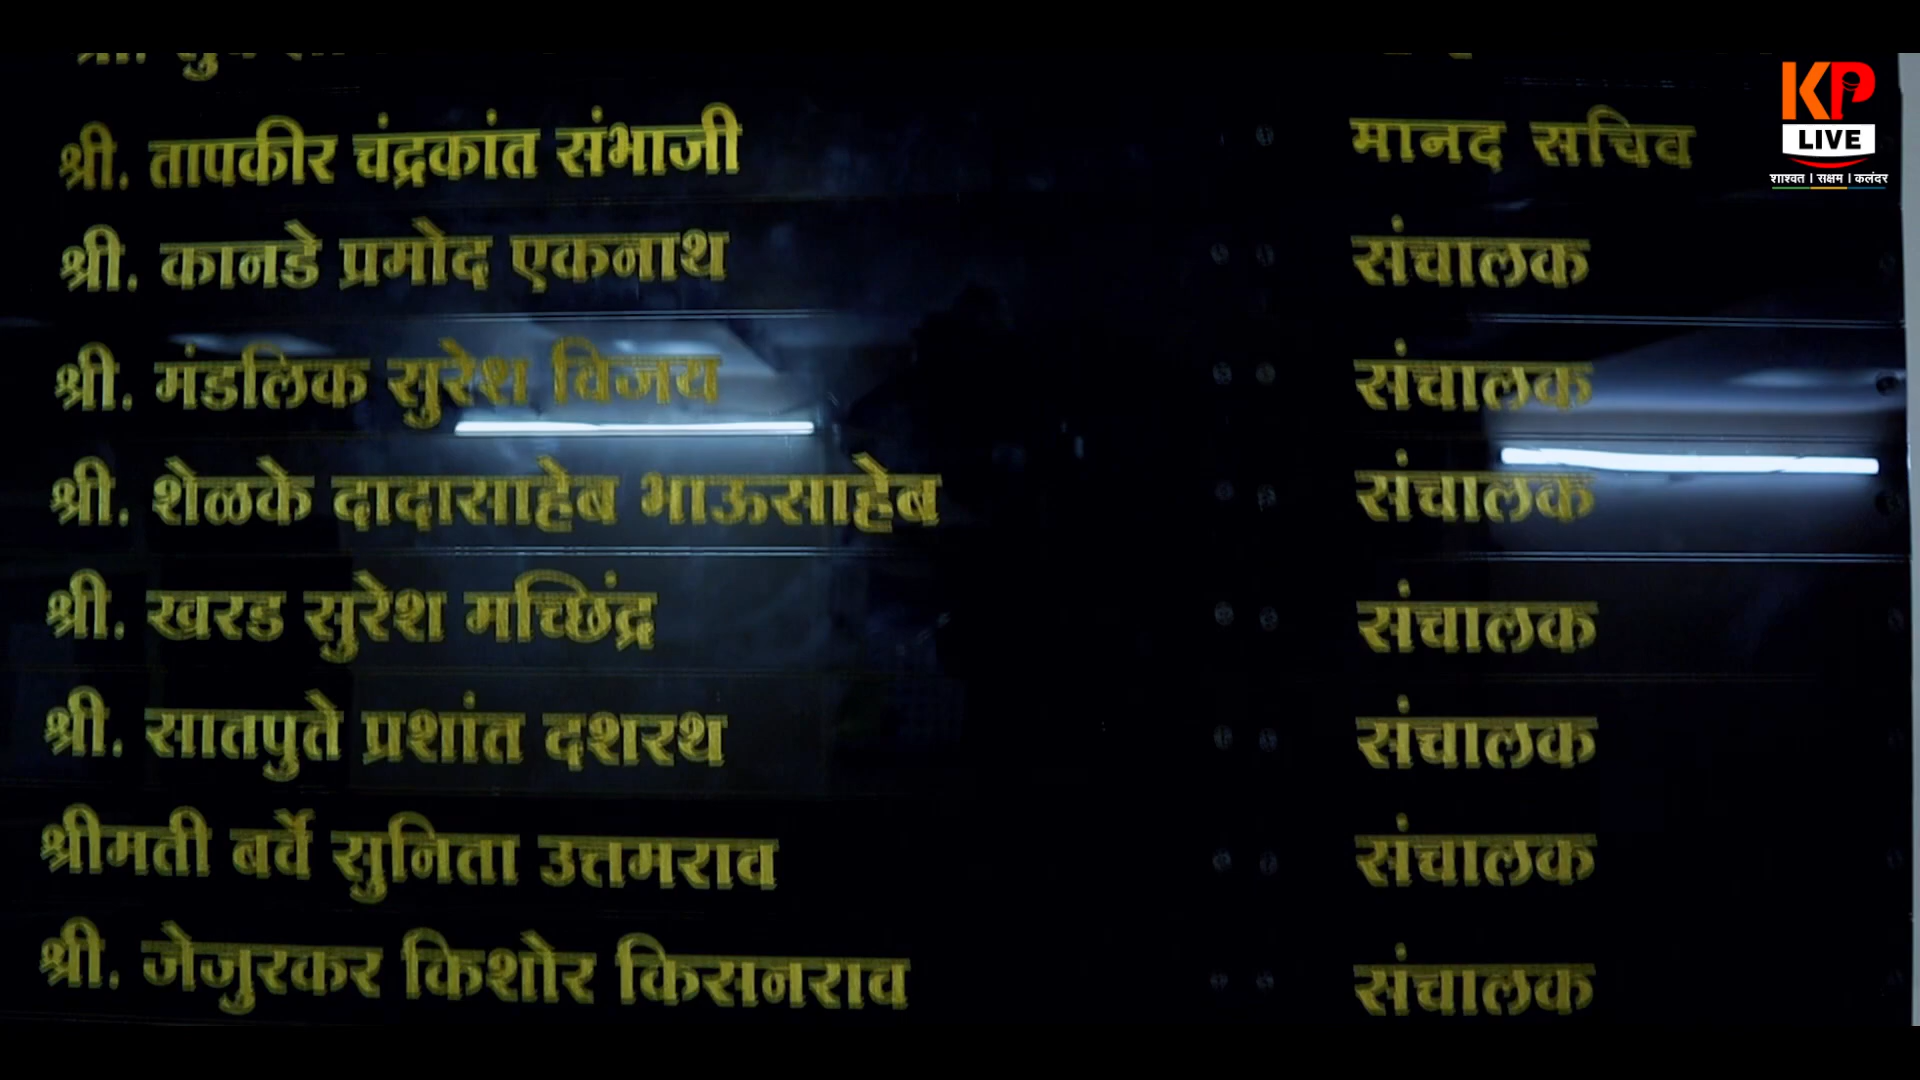 श्री. तापकीर चंद्रकांत संभाजी मानद सचिव
श्री. कानडे प्रमोद एकनाथ संचालक
श्री. मंडलिक सुरेश विजय संचालक
श्री. शेळके दादासाहेब भाऊसाहेब संचालक
श्री. खरड सुरेश मच्छिंद्र संचालक
श्री. सातपुते प्रशांत दशरथ संचालक
श्रीमती बर्वे सुनिता उत्तमराव संचालक
श्री. जेजुरकर किशोर किसनराव संचालक
KP
LIVE
शाश्वत । सक्षम । कलंदर